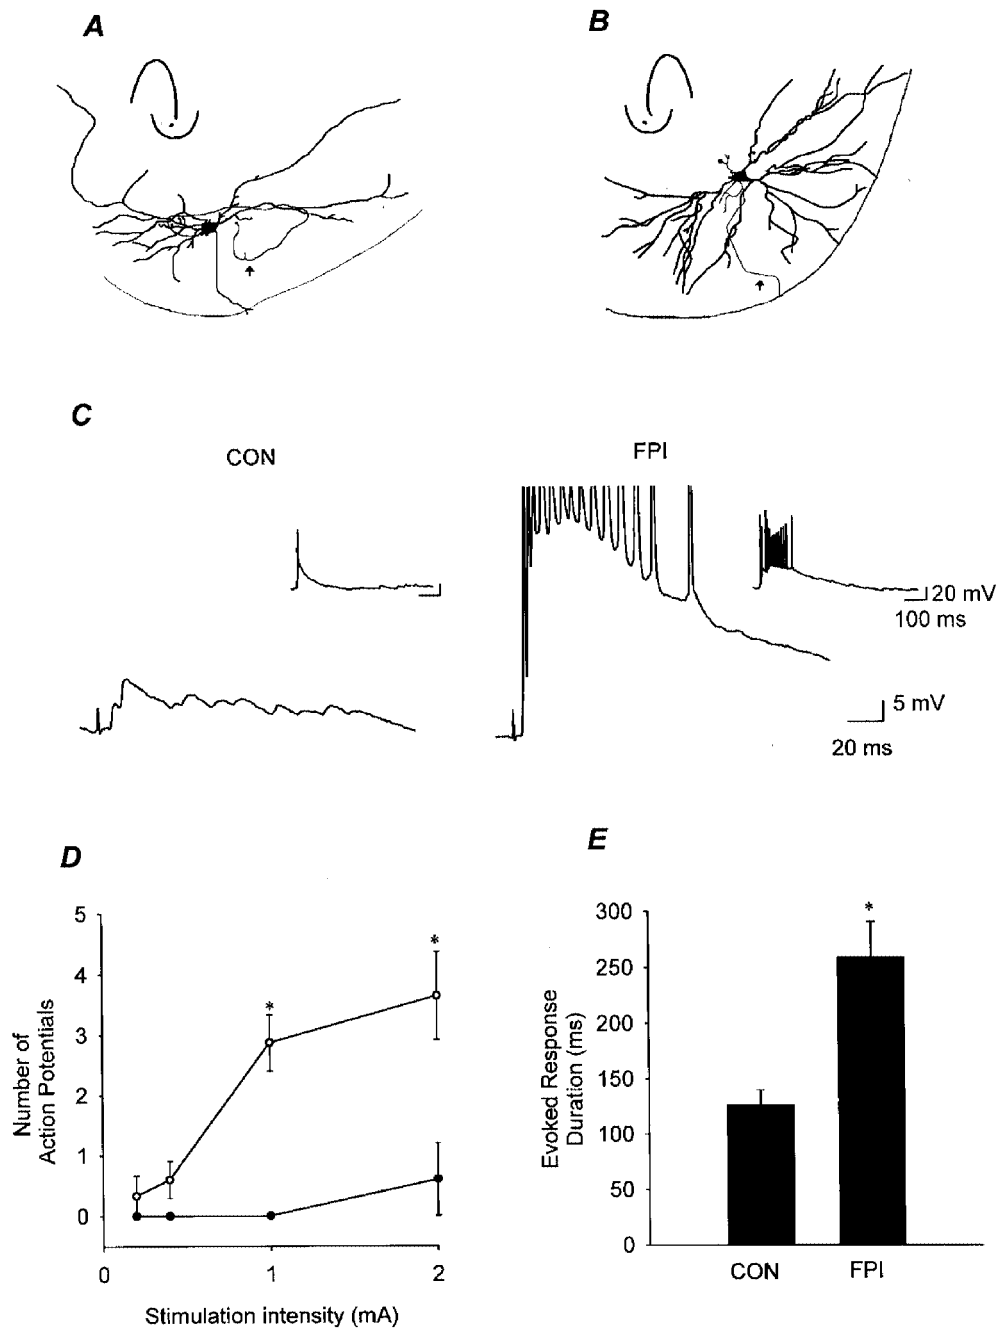 A
B
C
CON
FPI
20 mV
100 ms
5 mV
20 ms
D
5
4
3
2
1
0
Number of
Action Potentials
*
*
0
1
2
Stimulation intensity (mA)
E
300
250
200
150
100
50
0
Evoked Response
Duration (ms)
*
CON
FPI